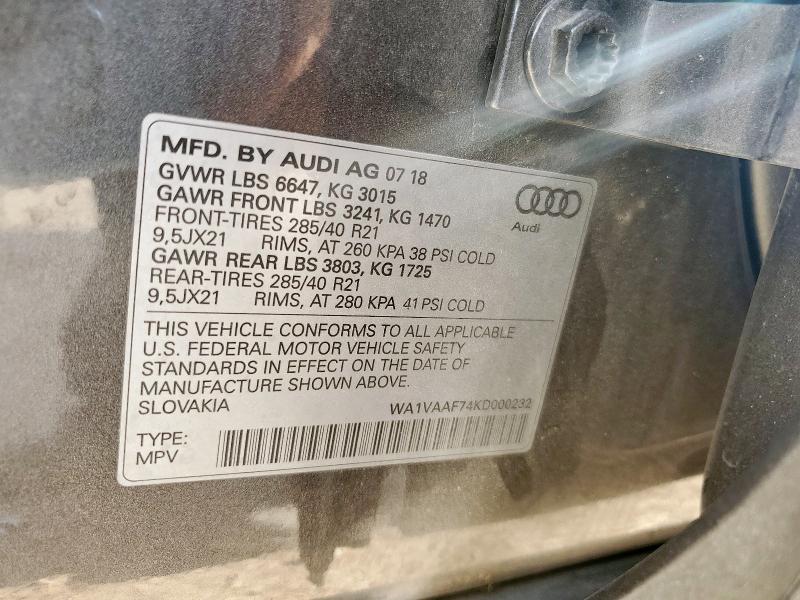 MFD. BY AUDI AG 07 18
GVWR LBS 6647, KG 3015
GAWR FRONT LBS 3241, KG 1470
FRONT-TIRES 285/40 R21
9,5JX21 RIMS, AT 260 KPA 38 PSI COLD
GAWR REAR LBS 3803, KG 1725
REAR-TIRES 285/40 R21
9,5JX21 RIMS, AT 280 KPA 41 PSI COLD
Audi
THIS VEHICLE CONFORMS TO ALL APPLICABLE
U.S. FEDERAL MOTOR VEHICLE SAFETY
STANDARDS IN EFFECT ON THE DATE OF
MANUFACTURE SHOWN ABOVE.
SLOVAKIA WA1VAAF74KD000232
TYPE:
MPV